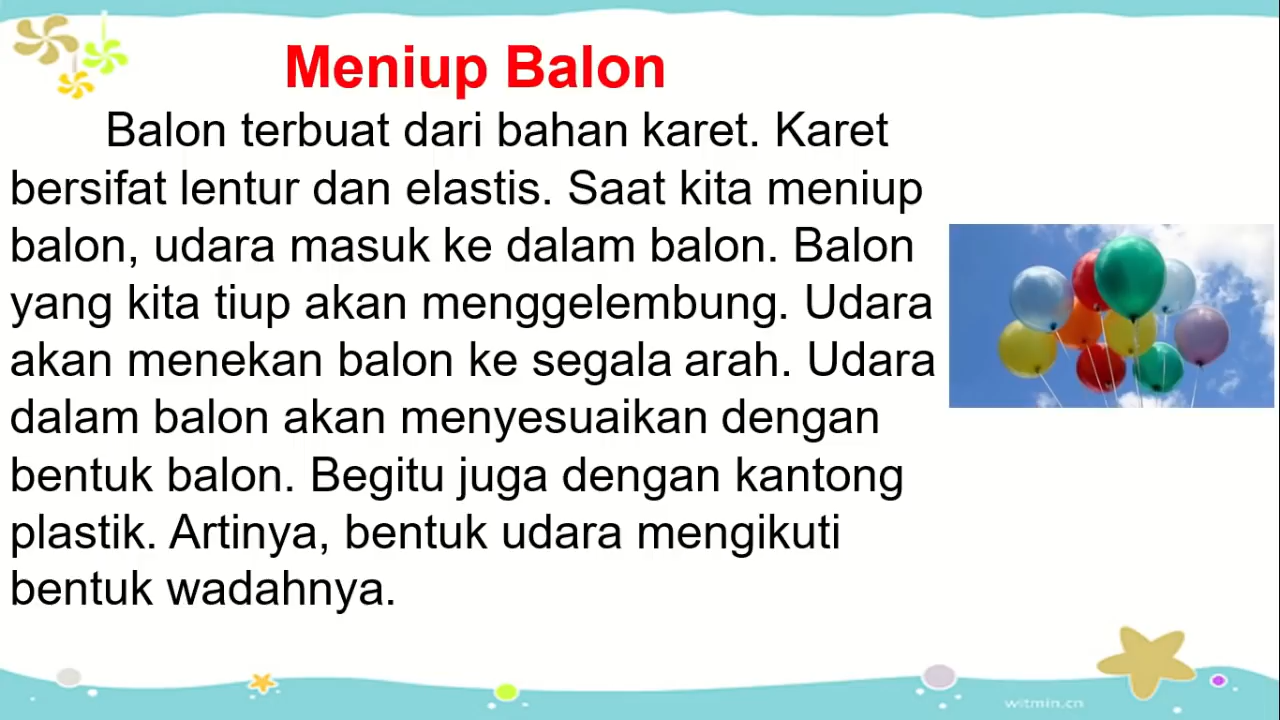 Meniup Balon
Balon terbuat dari bahan karet. Karet
bersifat lentur dan elastis. Saat kita meniup
balon, udara masuk ke dalam balon. Balon
yang kita tiup akan menggelembung. Udara
akan menekan balon ke segala arah. Udara
dalam balon akan menyesuaikan dengan
bentuk balon. Begitu juga dengan kantong
plastik. Artinya, bentuk udara mengikuti
bentuk wadahnya.
witmin.cn